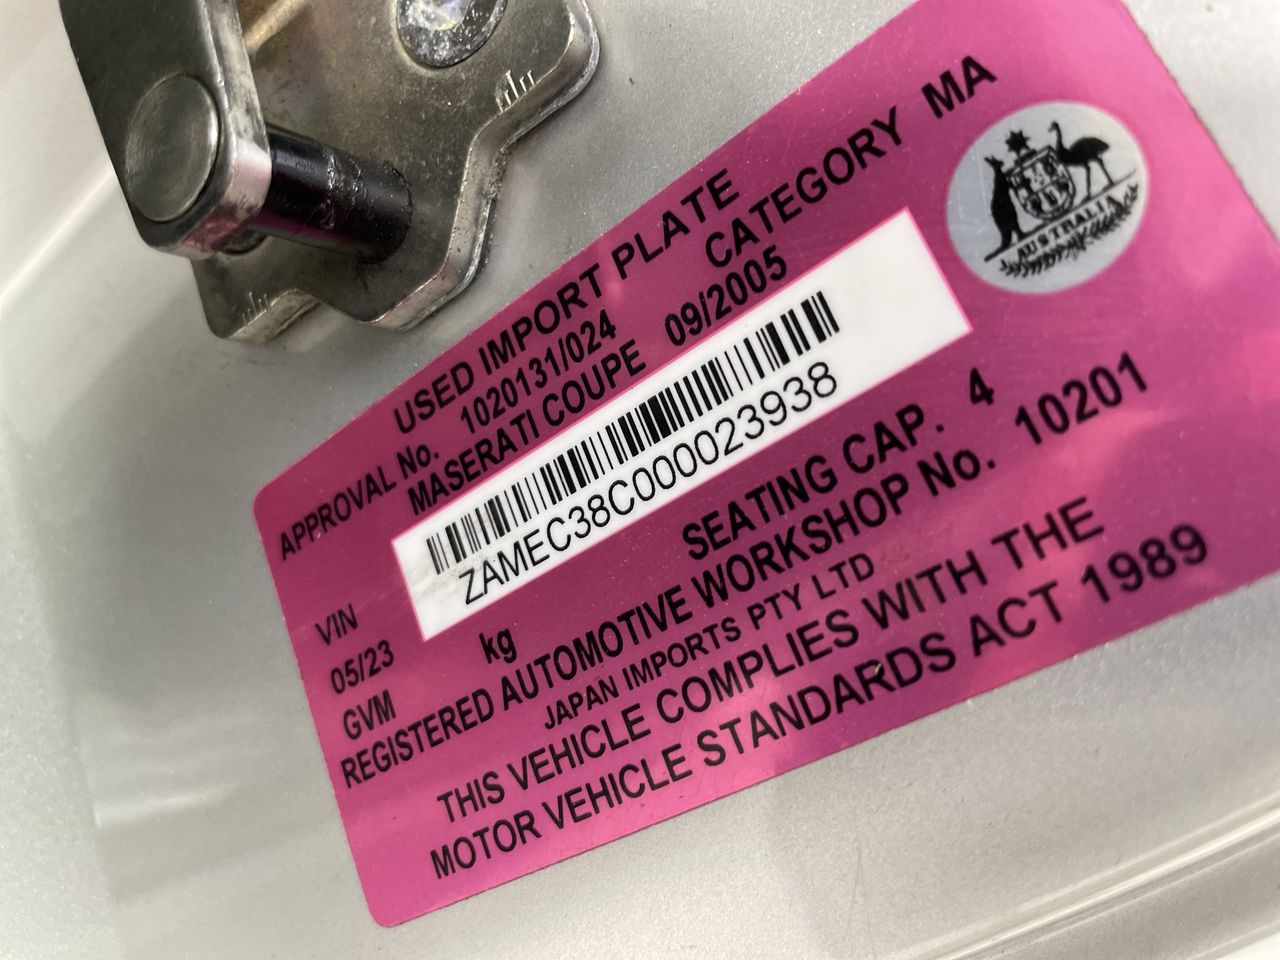 USED IMPORT PLATE
APPROVAL No. 1020131/024 CATEGORY MA
MASERATI COUPE 09/2005
AUSTRALIA
VIN ZAMEC38C000023938
05/23
GVM kg SEATING CAP. 4
REGISTERED AUTOMOTIVE WORKSHOP No. 10201
JAPAN IMPORTS PTY LTD
THIS VEHICLE COMPLIES WITH THE
MOTOR VEHICLE STANDARDS ACT 1989